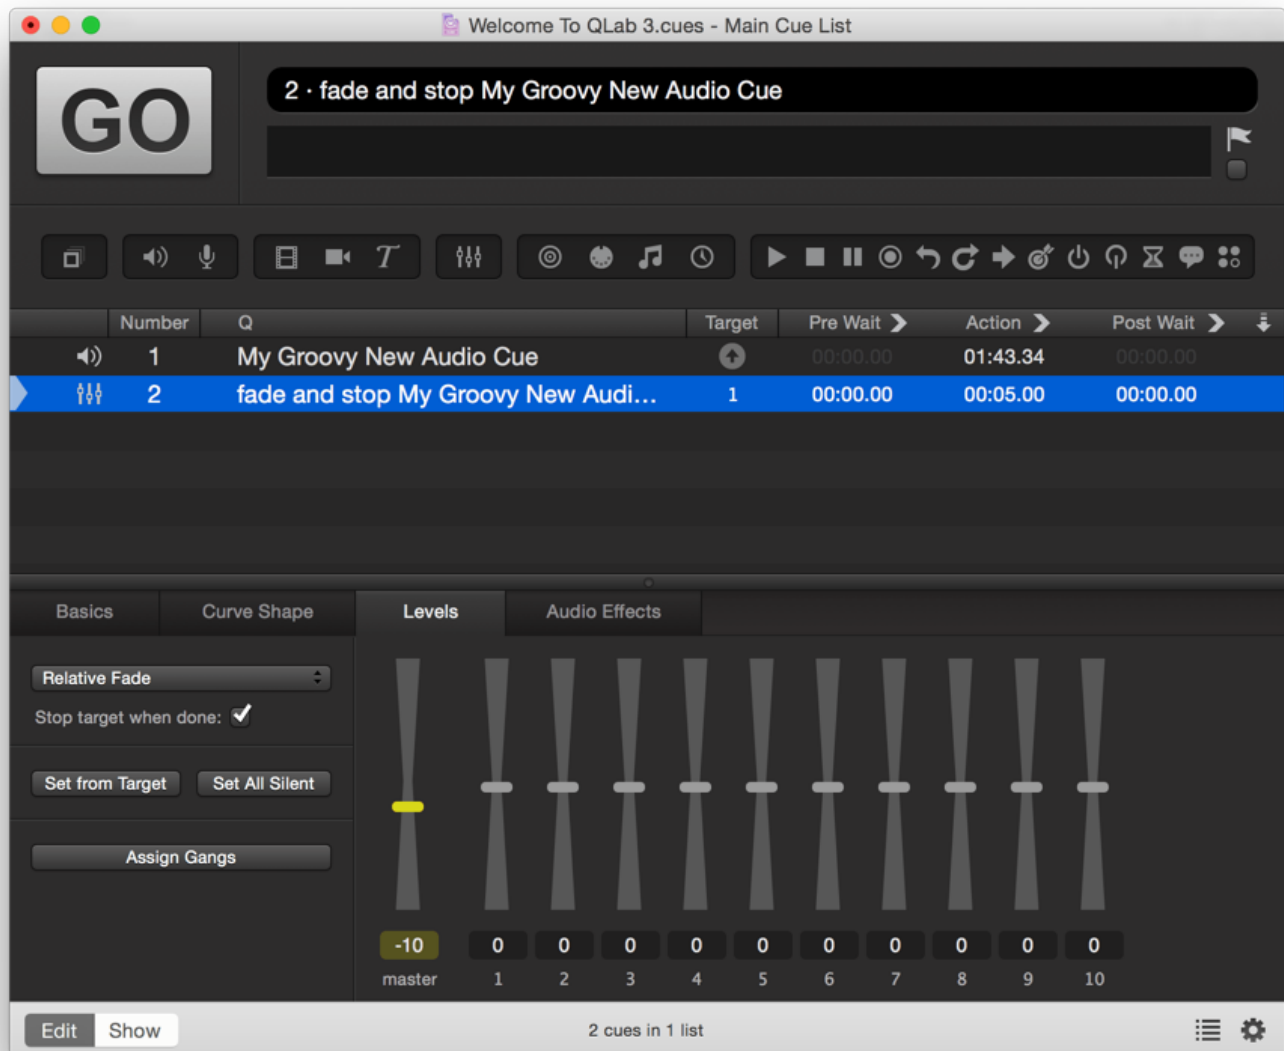 Welcome To QLab 3.cues - Main Cue List
GO
2 · fade and stop My Groovy New Audio Cue
T
Number Q Target Pre Wait Action Post Wait
1 My Groovy New Audio Cue 00:00.00 01:43.34 00:00.00
2 fade and stop My Groovy New Audi... 1 00:00.00 00:05.00 00:00.00
Basics Curve Shape Levels Audio Effects
Relative Fade
Stop target when done:
Set from Target Set All Silent
Assign Gangs
-10 0 0 0 0 0 0 0 0 0 0
master 1 2 3 4 5 6 7 8 9 10
Edit Show 2 cues in 1 list